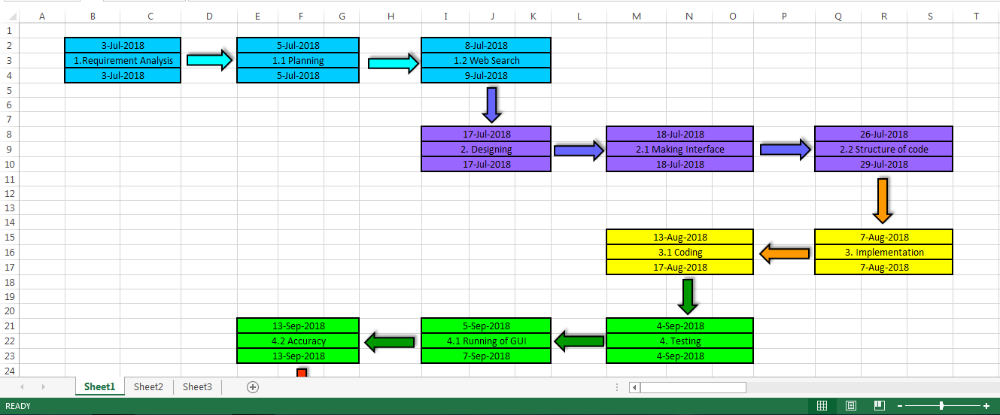 A B C D E F G H I J K L M N O P Q R S T
1
2 3-Jul-2018 5-Jul-2018 8-Jul-2018
3 1.Requirement Analysis 1.1 Planning 1.2 Web Search
4 3-Jul-2018 5-Jul-2018 9-Jul-2018
5
6
7
8 17-Jul-2018 18-Jul-2018 26-Jul-2018
9 2. Designing 2.1 Making Interface 2.2 Structure of code
10 17-Jul-2018 18-Jul-2018 29-Jul-2018
11
12
13
14
15 13-Aug-2018 7-Aug-2018
16 3.1 Coding 3. Implementation
17 17-Aug-2018 7-Aug-2018
18
19
20
21 13-Sep-2018 5-Sep-2018 4-Sep-2018
22 4.2 Accuracy 4.1 Running of GUI 4. Testing
23 13-Sep-2018 7-Sep-2018 4-Sep-2018
24
Sheet1 Sheet2 Sheet3
READY